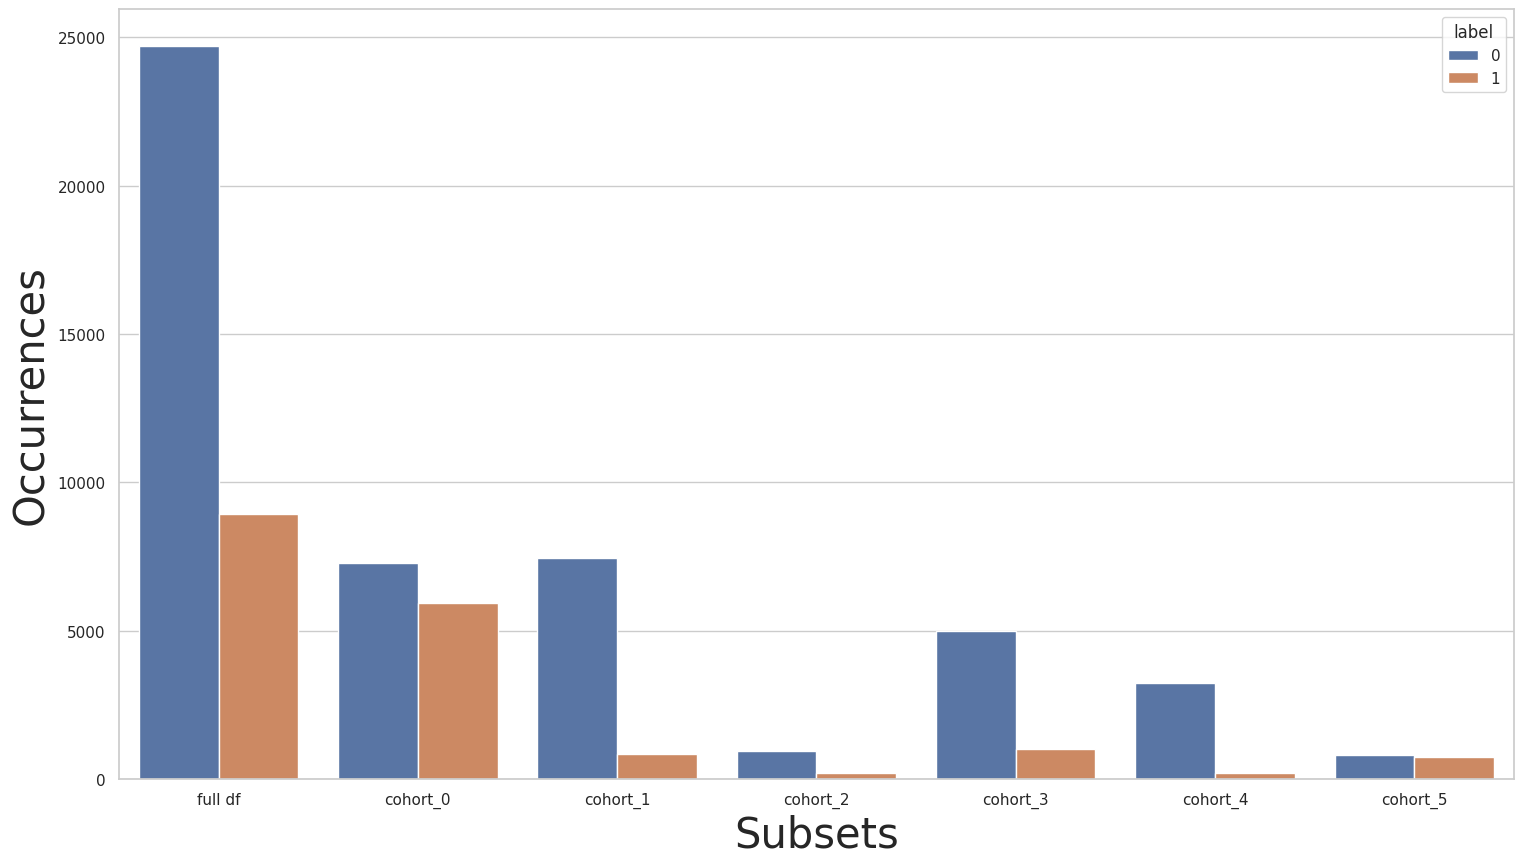 label
0
1
25000
20000
15000
10000
5000
0
Occurrences
full df
cohort_0
cohort_1
cohort_2
cohort_3
cohort_4
cohort_5
Subsets